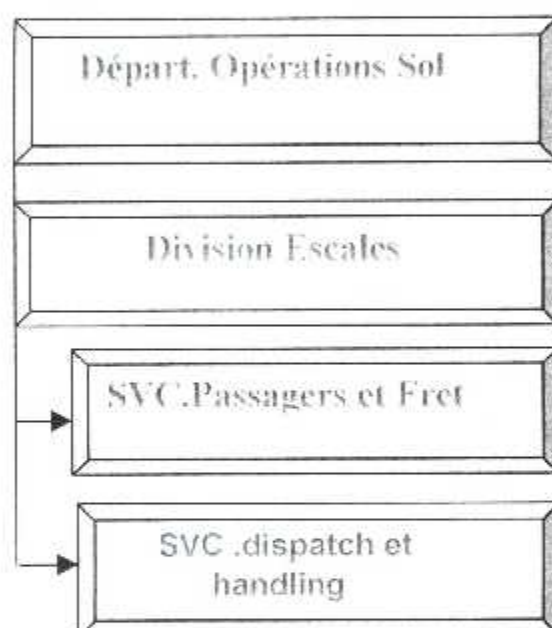 Départ. Opérations Sol
Division Escales
SVC.Passagers et Fret
SVC .dispatch et
handling